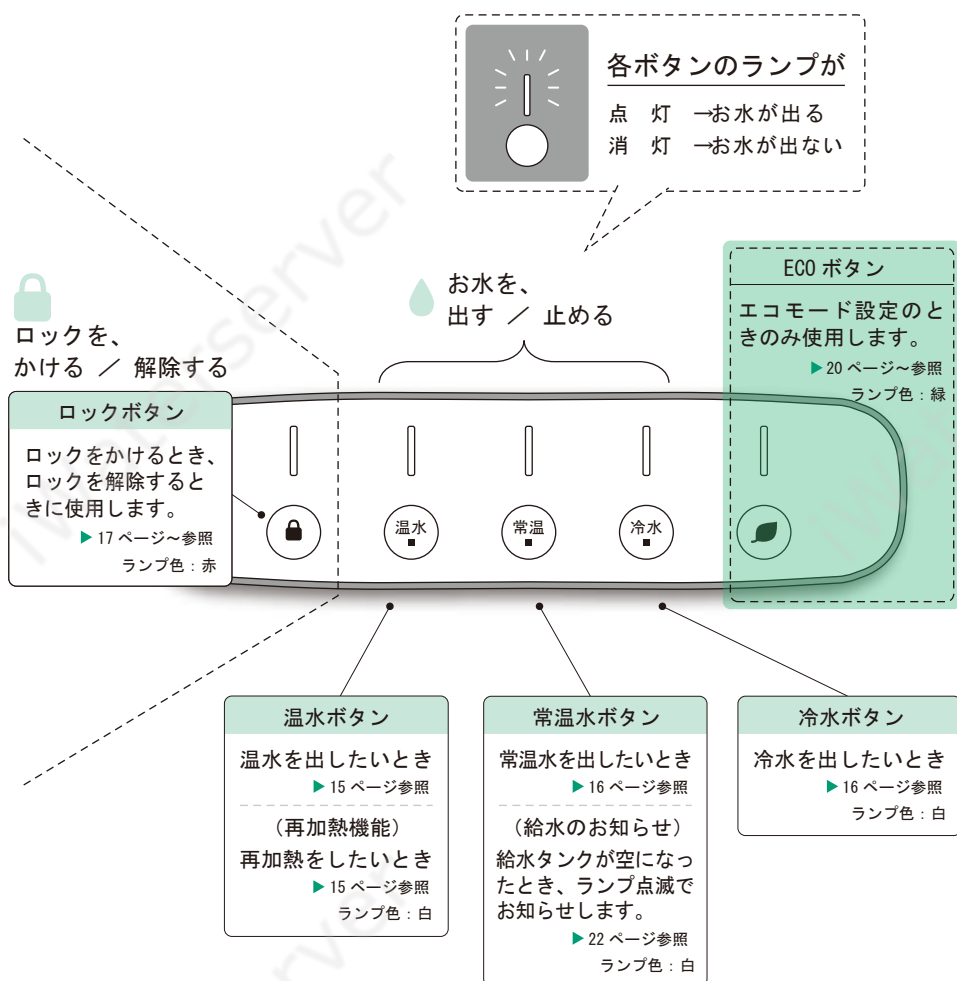 各ボタンのランプが
点 灯 →お水が出る
消 灯 →お水が出ない
お水を、
出す ／ 止める
ECO ボタン
エコモード設定のと
きのみ使用します。
▶ 20 ページ〜参照
ランプ色：緑
ロックを、
かける ／ 解除する
ロックボタン
ロックをかけるとき、
ロックを解除すると
きに使用します。
▶ 17 ページ〜参照
ランプ色：赤
温水
常温
冷水
温水ボタン
温水を出したいとき
▶ 15 ページ参照
（再加熱機能）
再加熱をしたいとき
▶ 15 ページ参照
ランプ色：白
常温水ボタン
常温水を出したいとき
▶ 16 ページ参照
（給水のお知らせ）
給水タンクが空になっ
たとき、ランプ点滅で
お知らせします。
▶ 22 ページ参照
ランプ色：白
冷水ボタン
冷水を出したいとき
▶ 16 ページ参照
ランプ色：白
iWaterserver